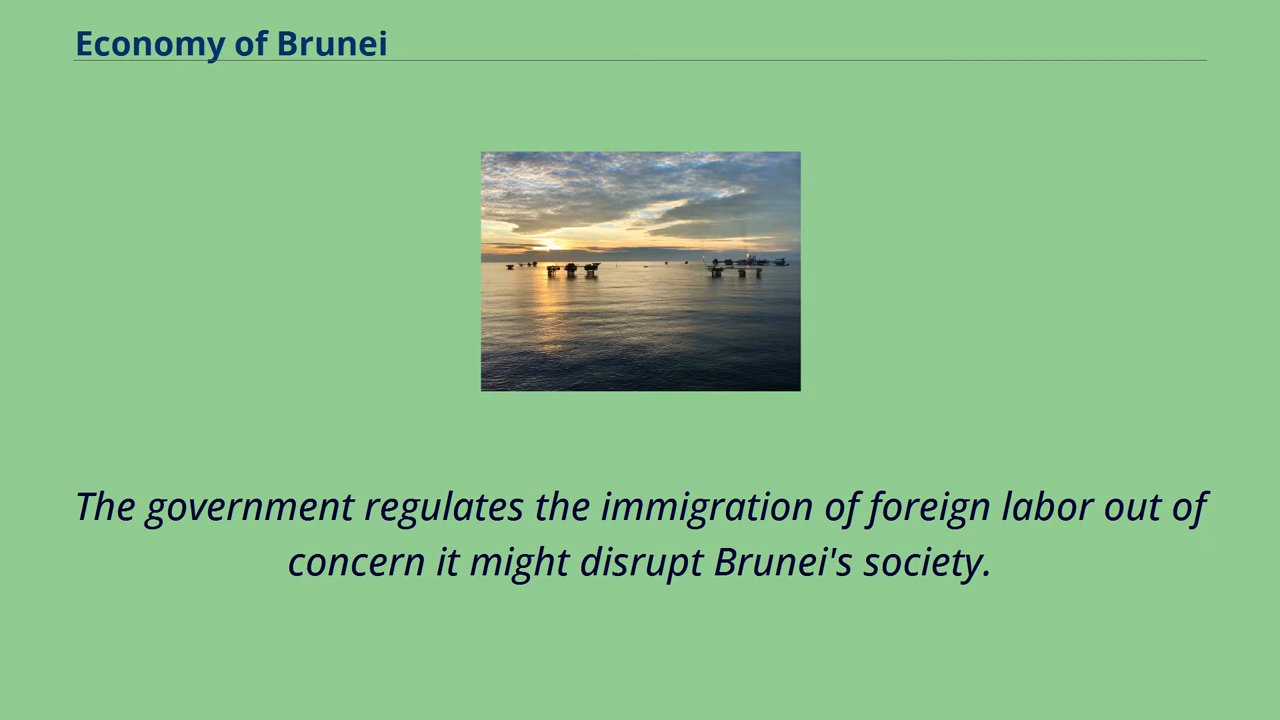 Economy of Brunei
The government regulates the immigration of foreign labor out of
concern it might disrupt Brunei's society.